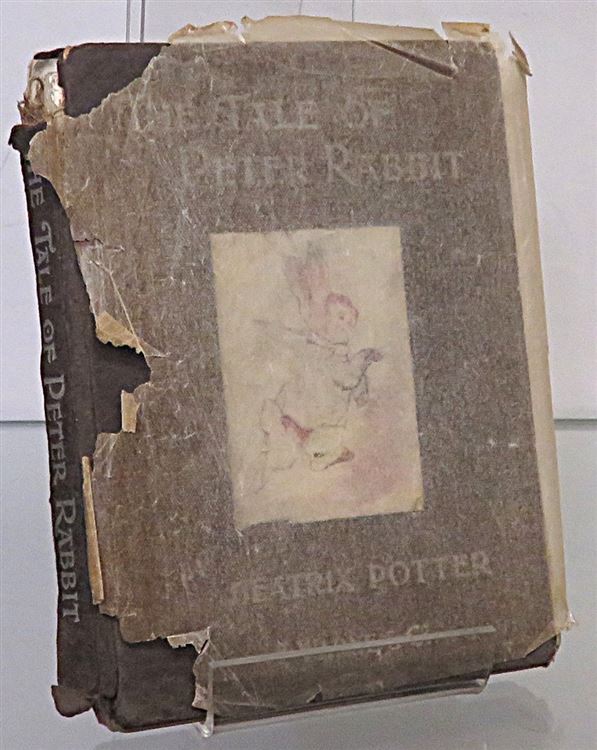 THE TALE OF
PETER RABBIT
BEATRIX POTTER
THE TALE OF PETER RABBIT